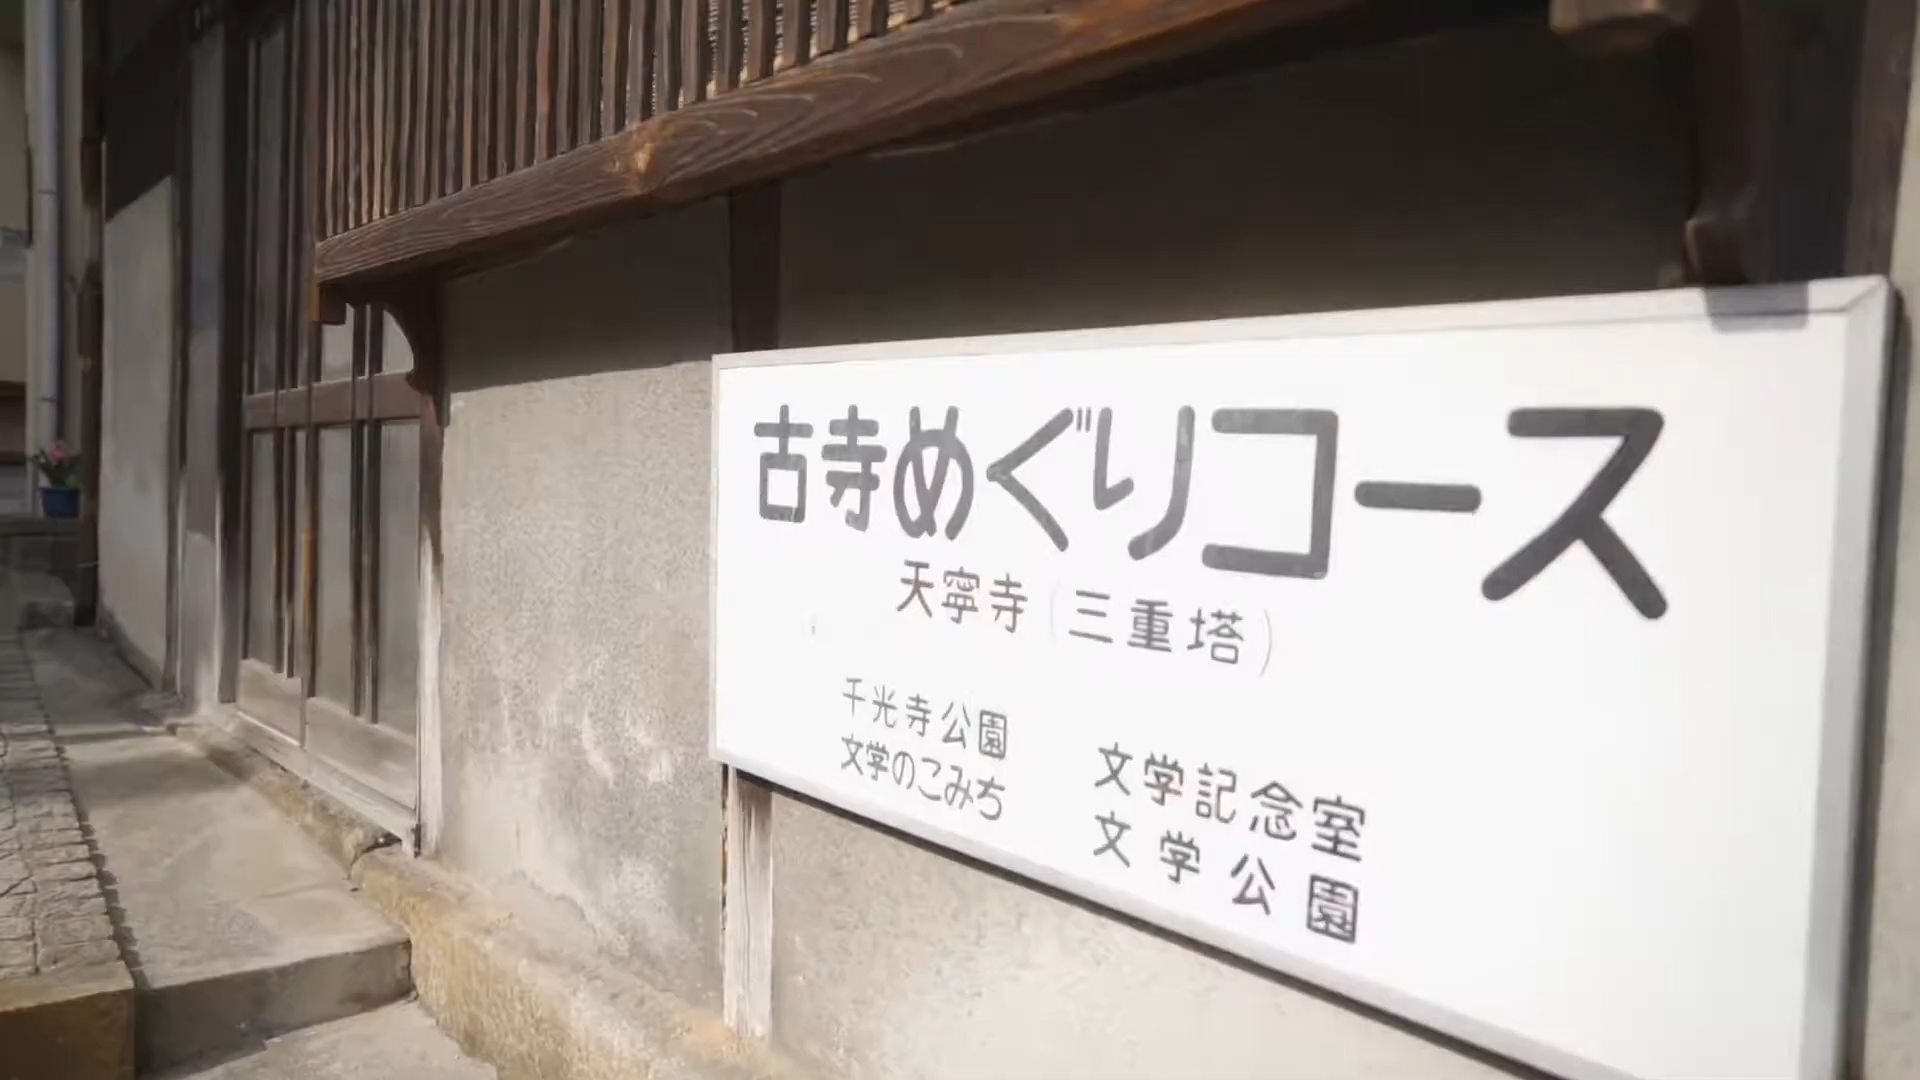 古寺めぐりコース
天寧寺(三重塔)
千光寺公園
文学のこみち
文学記念室
文学公園